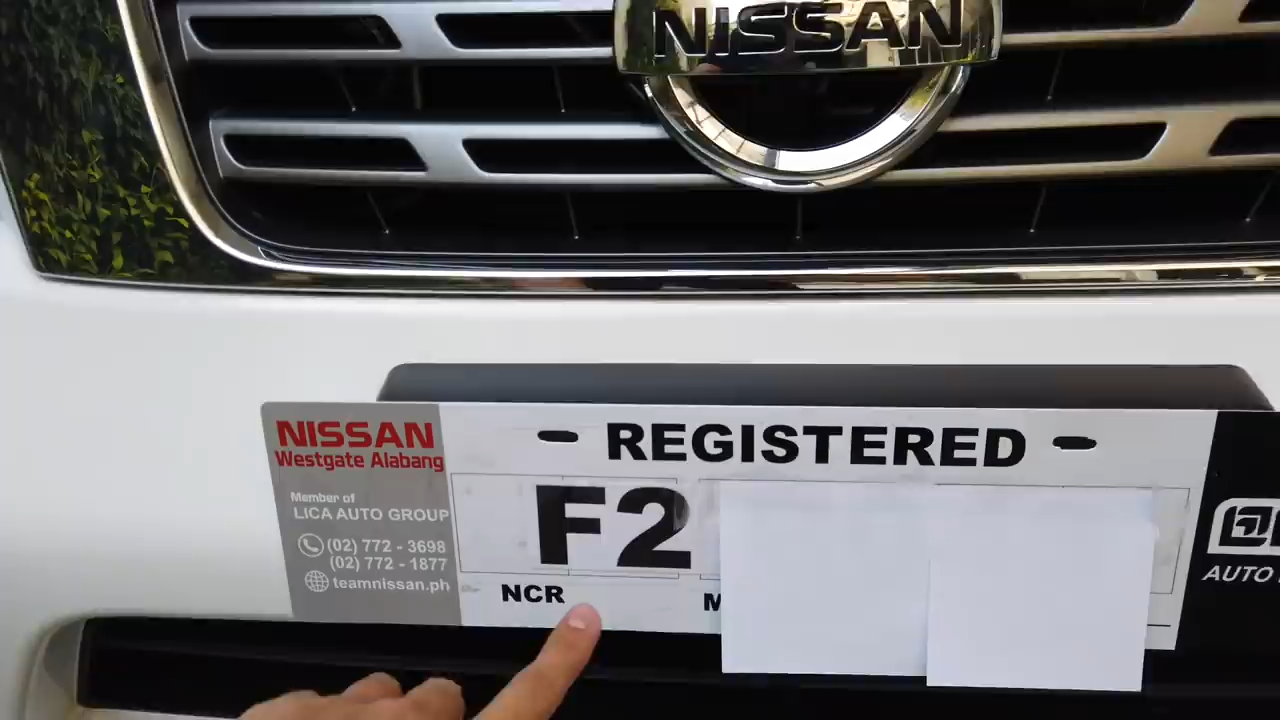 NISSAN
NISSAN
Westgate Alabang
Member of
LICA AUTO GROUP
(02) 772 - 3698
(02) 772 - 1877
teamnissan.ph
REGISTERED
F2
NCR
AUTO